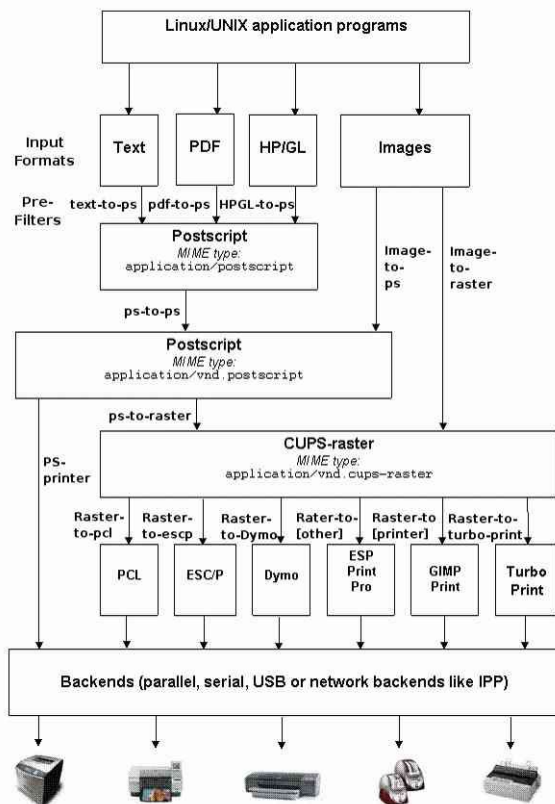 Linux/UNIX application programs
Input
Formats
Text
PDF
HP/GL
Images
Pre-
Filters
text-to-ps
pdf-to-ps
HPGL-to-ps
Postscript
MIME type:
application/postscript
Image-
to-
ps
Image-
to-
raster
ps-to-ps
Postscript
MIME type:
application/vnd.postscript
ps-to-raster
PS-
printer
CUPS-raster
MIME type:
application/vnd.cups-raster
Raster-
to-pcl
Raster-
to-escp
Raster-
to-Dymo
Rater-to-
[other]
Raster-to-
[printer]
Raster-to-
turbo-print
PCL
ESC/P
Dymo
ESP
Print
Pro
GIMP
Print
Turbo
Print
Backends (parallel, serial, USB or network backends like IPP)